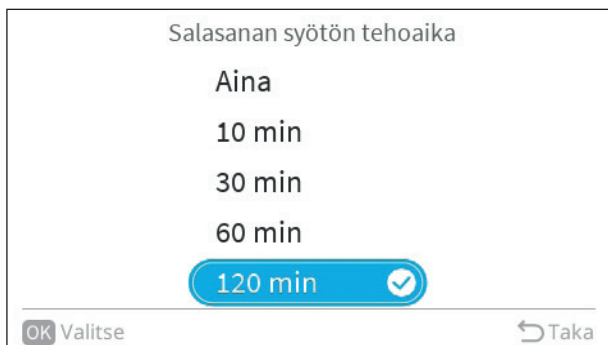 Salasanan syötön tehoaika
Aina
10 min
30 min
60 min
120 min
OK Valitse
Taka